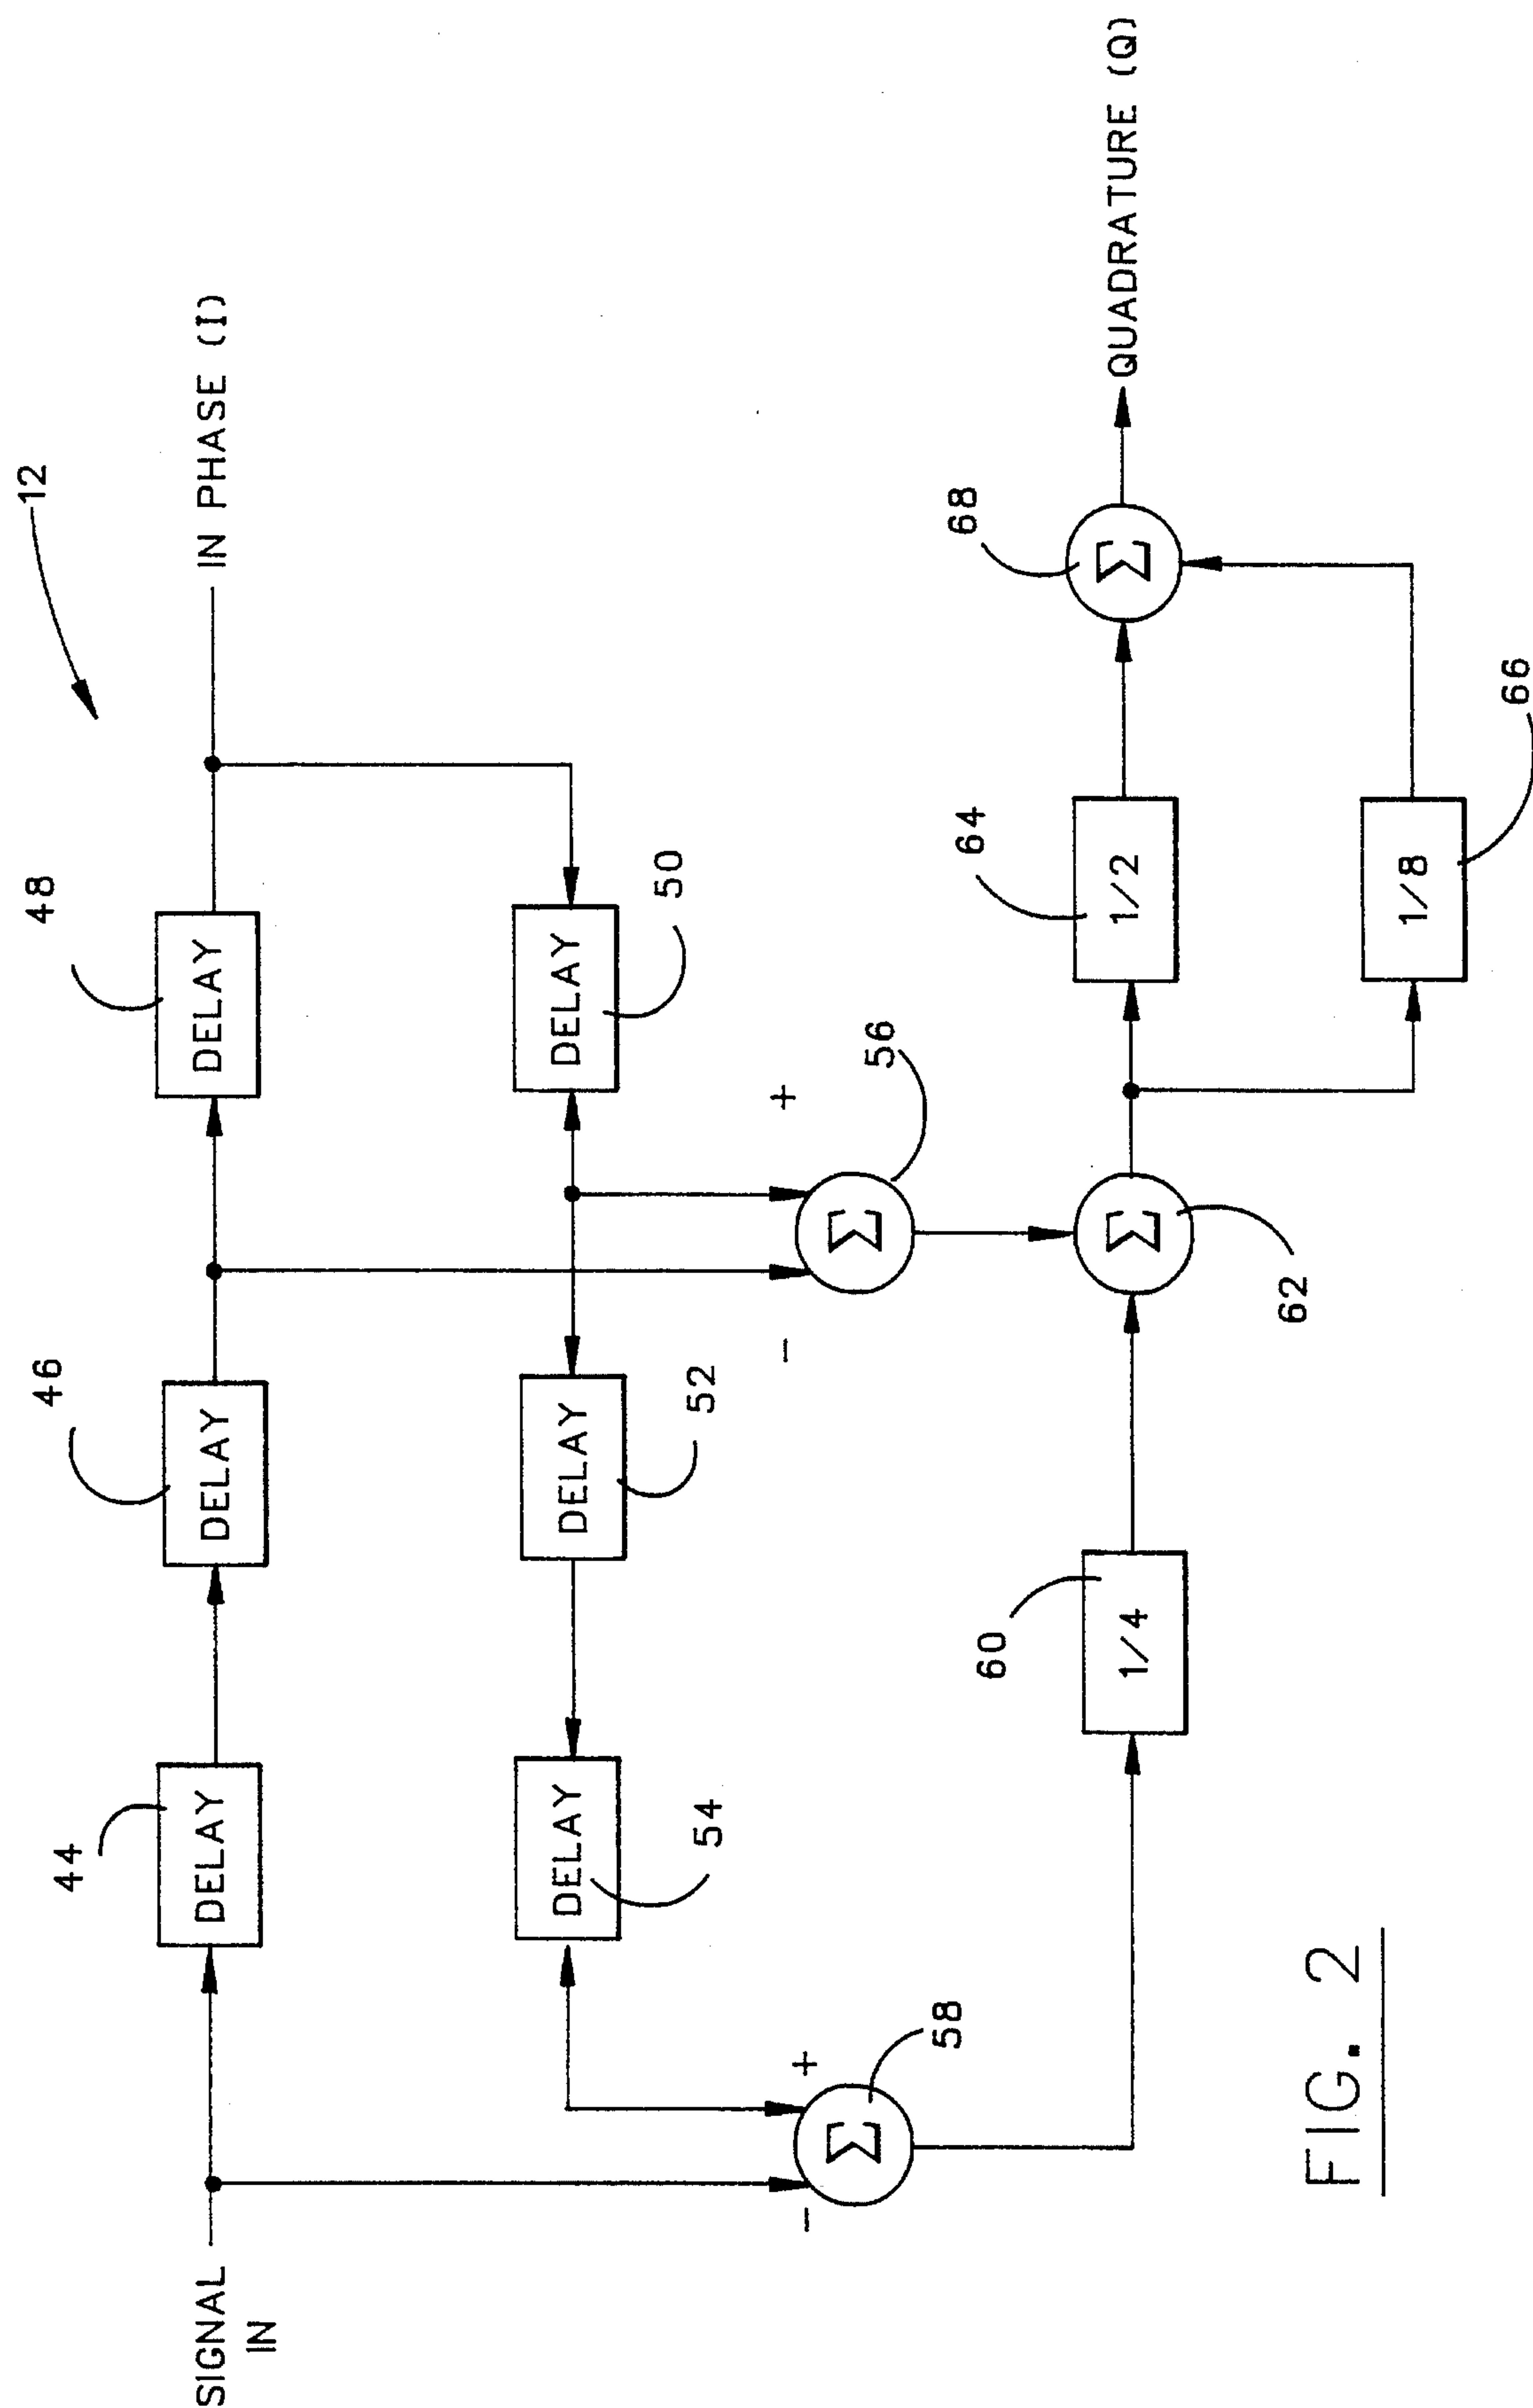 12
44
46
48
SIGNAL
IN
DELAY
DELAY
DELAY
IN PHASE (I)
DELAY
DELAY
DELAY
54
52
50
-
+
-
+
Σ
Σ
58
56
60
64
68
1/4
Σ
1/2
Σ
QUADRATURE (Q)
62
1/8
66
FIG. 2